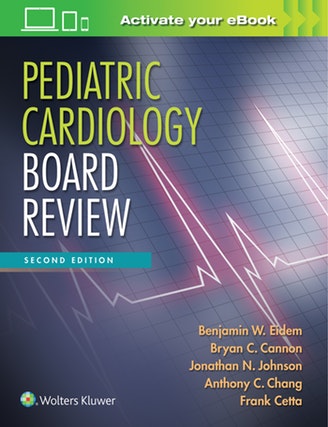 Activate your eBook
PEDIATRIC
CARDIOLOGY
BOARD
REVIEW
SECOND EDITION
Benjamin W. Eidem
Bryan C. Cannon
Jonathan N. Johnson
Anthony C. Chang
Frank Cetta
Wolters Kluwer